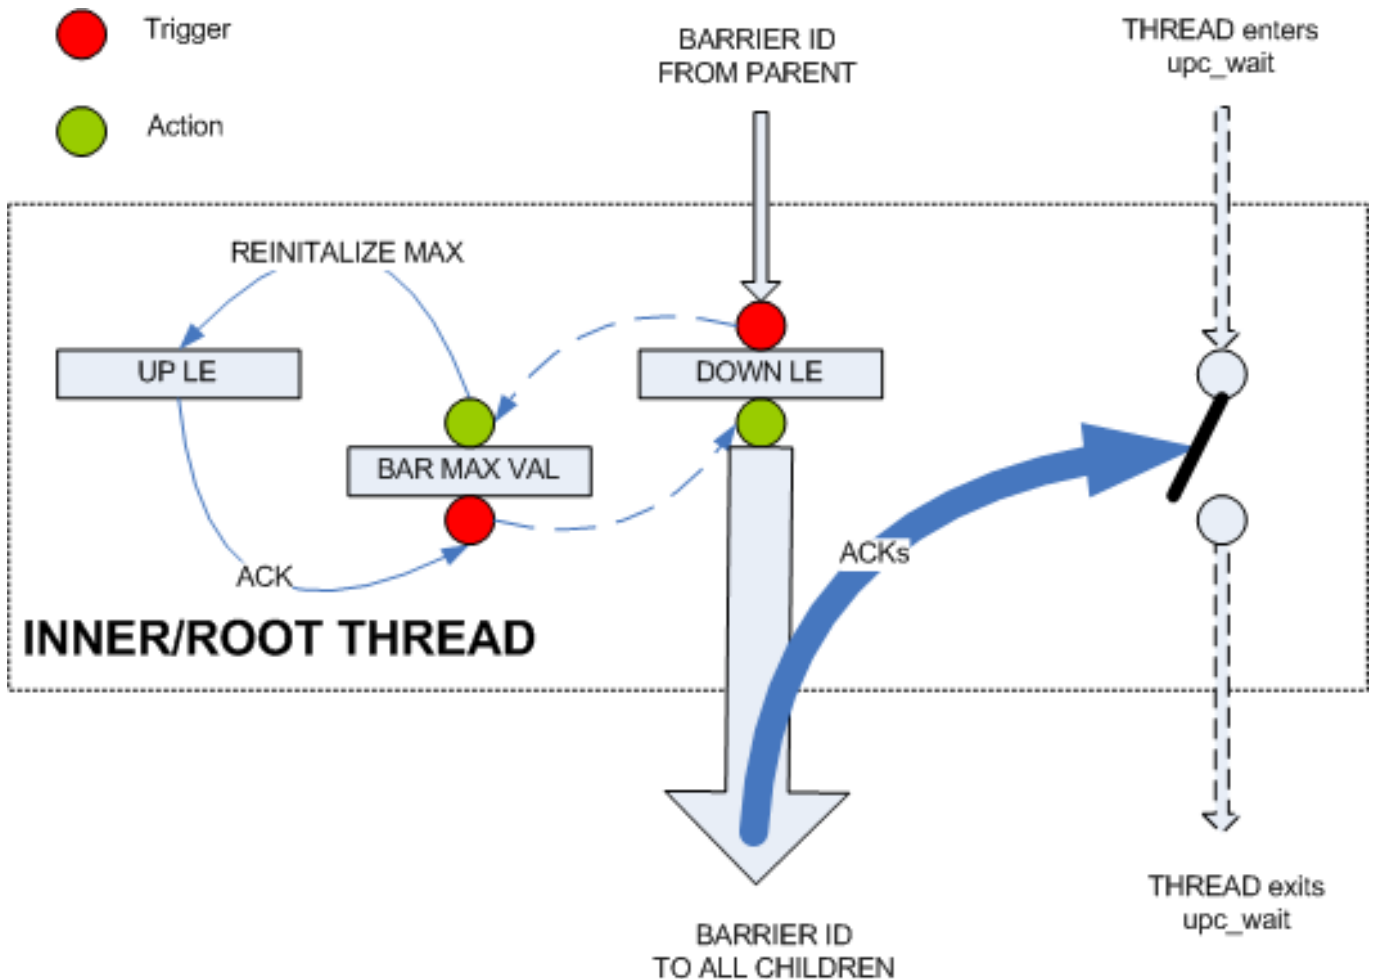 Trigger
Action
BARRIER ID
FROM PARENT
THREAD enters
upc_wait
REINITALIZE MAX
UP LE
DOWN LE
BAR MAX VAL
ACK
ACKs
INNER/ROOT THREAD
THREAD exits
upc_wait
BARRIER ID
TO ALL CHILDREN